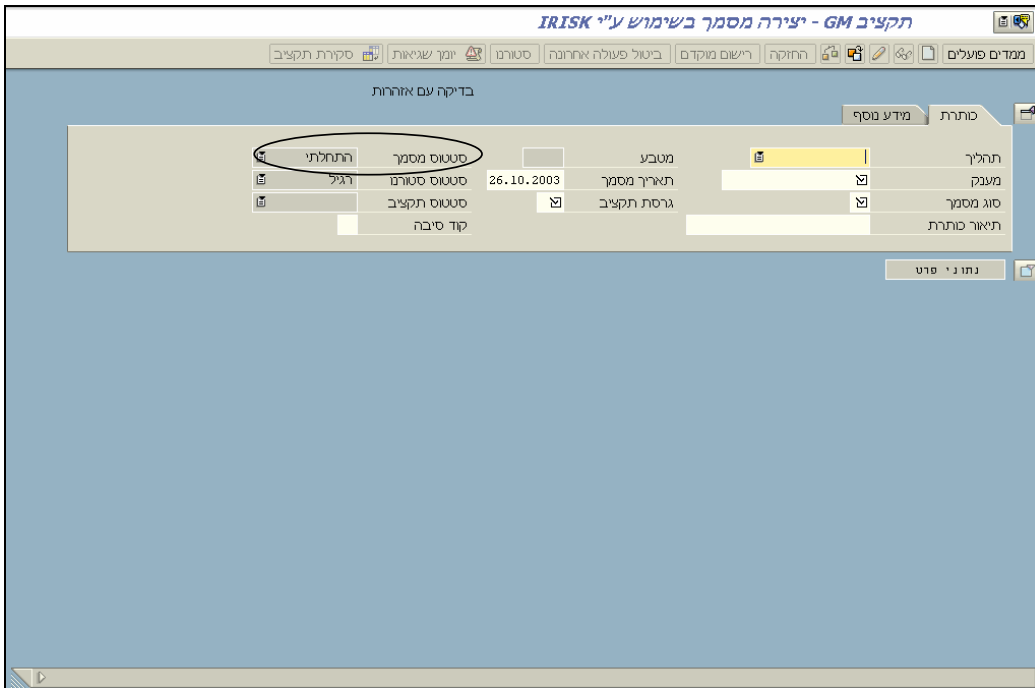 תקציב GM - יצירה מסמך בשימוש ע"י IRISK
ממדים פועלים החזקה רישום מוקדם ביטול פעולה אחרונה סטורנו יומן שגיאות סקירת תקציב
בדיקה עם אזהרות
כותרת מידע נוסף
תהליך מטבע סטטוס מסמך התחלתי
מענק תאריך מסמך 26.10.2003 סטטוס סטורנו רגיל
סוג מסמך גרסת תקציב סטטוס תקציב
תיאור כותרת קוד סיבה
נתוני פרט